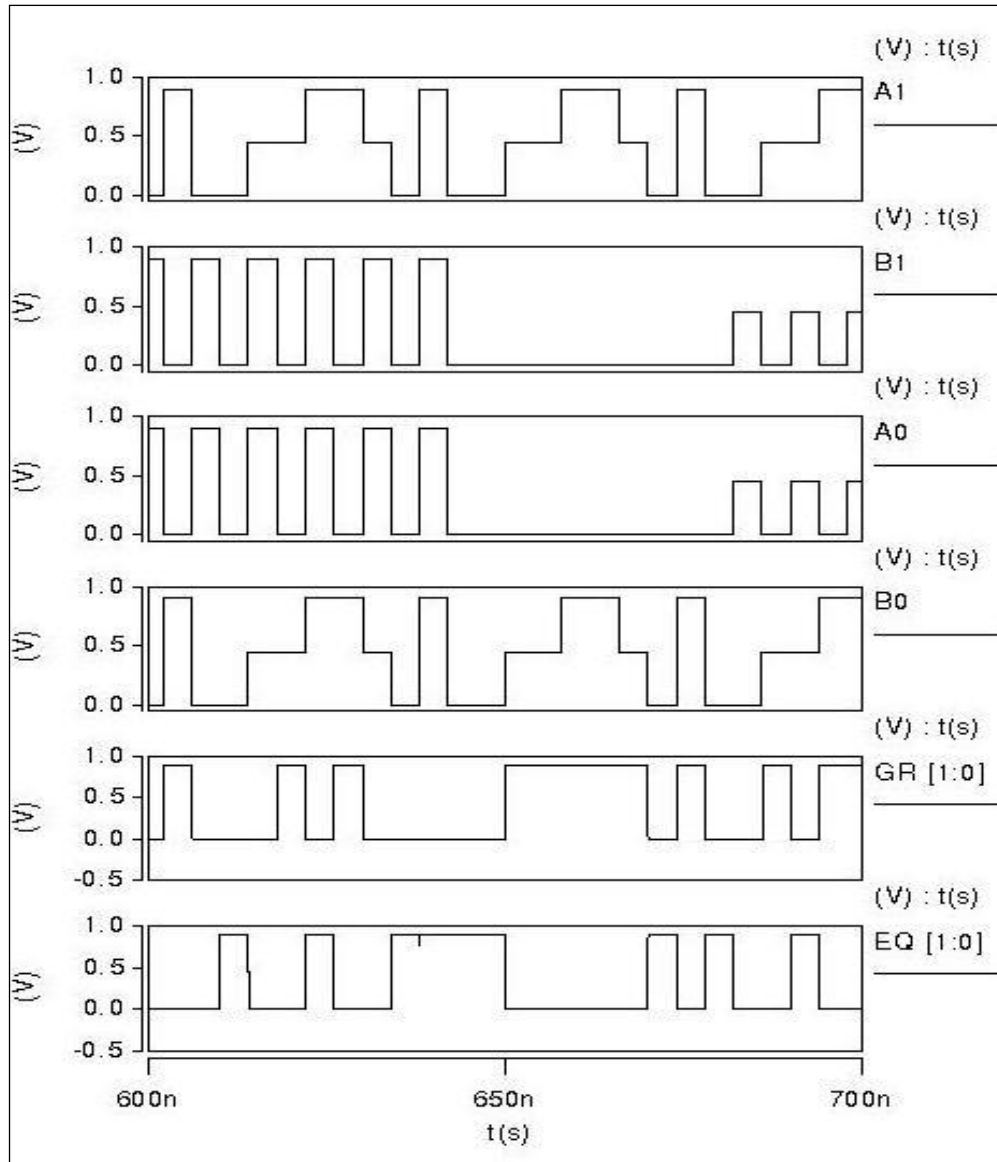 (V) : t(s)
A1
1.0
0.5
0.0
(V)
(V) : t(s)
B1
1.0
0.5
0.0
(V)
(V) : t(s)
A0
1.0
0.5
0.0
(V)
(V) : t(s)
B0
1.0
0.5
0.0
(V)
(V) : t(s)
GR [1:0]
1.0
0.5
0.0
-0.5
(V)
(V) : t(s)
EQ [1:0]
1.0
0.5
0.0
-0.5
(V)
600n 650n 700n
t(s)